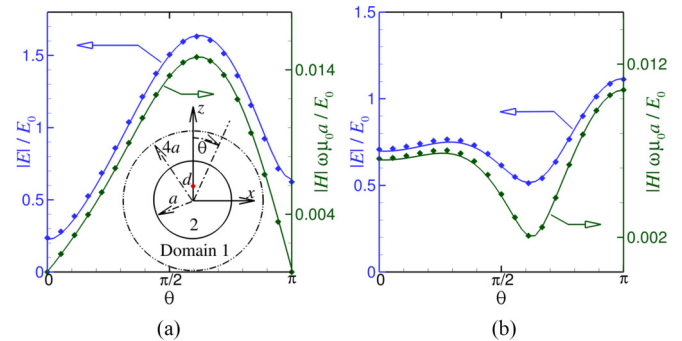 1.5
1
0.5
0
|E| / E₀
0.014
0.004
|H| ωμ₀a / E₀
z
4a
θ
d
x
a
2
Domain 1
0
π/2
π
θ
(a)
1.5
1
0.5
0
|E| / E₀
0.012
0.002
|H| ωμ₀a / E₀
0
π/2
π
θ
(b)